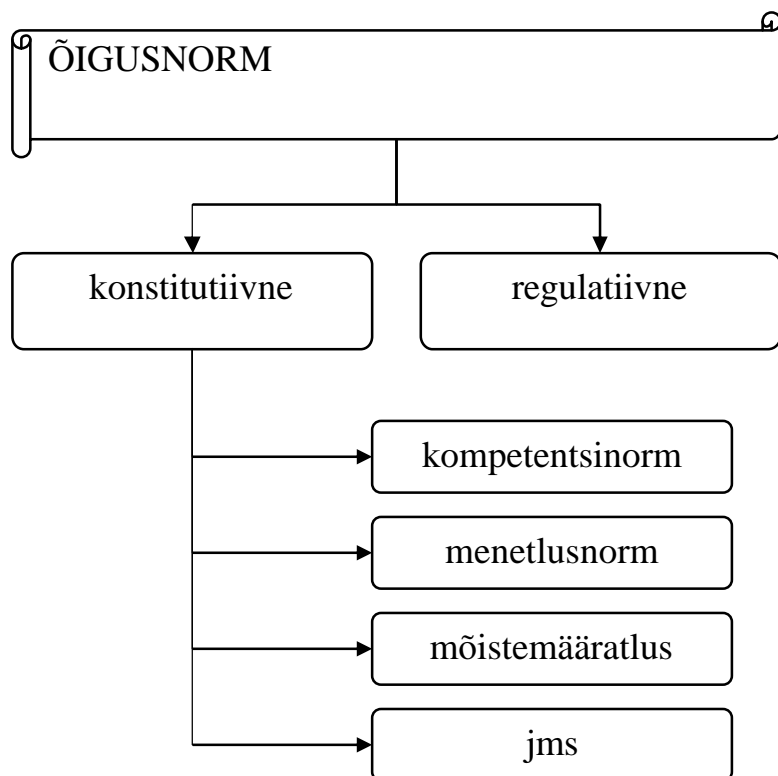 ÕIGUSNORM
konstitutiivne
regulatiivne
kompetentsinorm
menetlusnorm
mõistemääratlus
jms